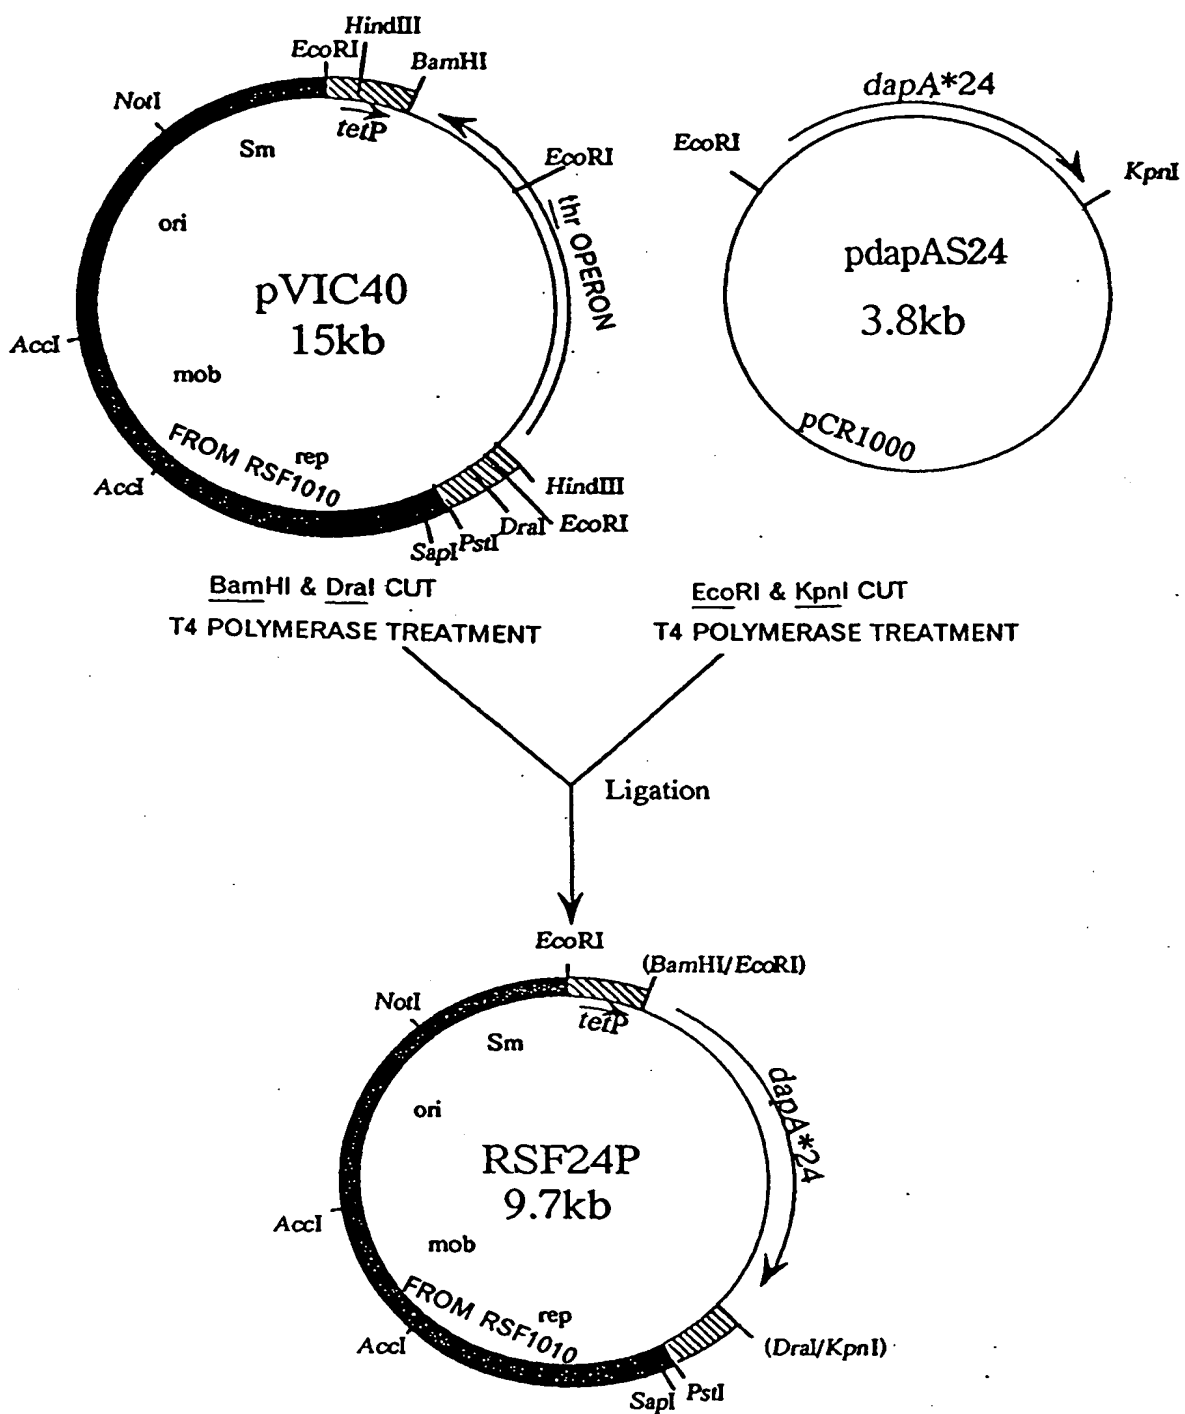 HindIII
EcoRI
BamHI
NotI
tetP
Sm
EcoRI
thr OPERON
ori
pVIC40
15kb
AccI
mob
FROM RSF1010
rep
AccI
HindIII
EcoRI
DraI
PstI
SapI
dapA*24
EcoRI
KpnI
pdapAS24
3.8kb
pCR1000
BamHI & DraI CUT
T4 POLYMERASE TREATMENT
EcoRI & KpnI CUT
T4 POLYMERASE TREATMENT
Ligation
EcoRI
(BamHI/EcoRI)
NotI
tetP
Sm
dapA*24
ori
RSF24P
9.7kb
AccI
mob
FROM RSF1010
rep
AccI
(DraI/KpnI)
PstI
SapI